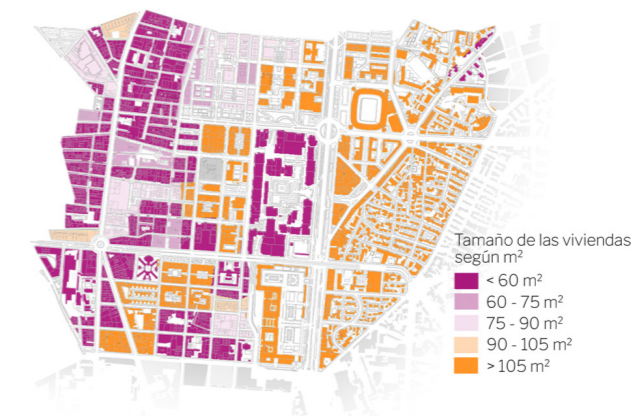 Tamaño de las viviendas
según m²
< 60 m²
60 - 75 m²
75 - 90 m²
90 - 105 m²
> 105 m²